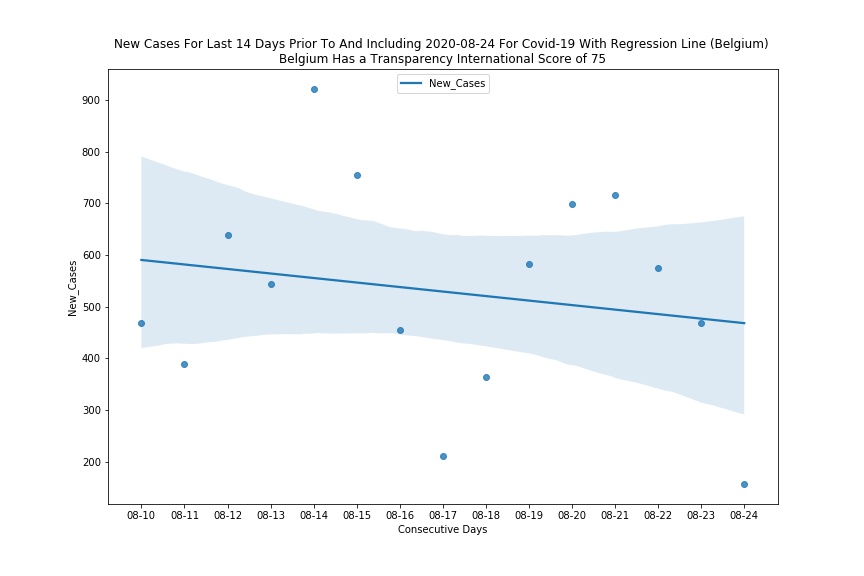 New Cases For Last 14 Days Prior To And Including 2020-08-24 For Covid-19 With Regression Line (Belgium)
Belgium Has a Transparency International Score of 75
New_Cases
900
800
700
600
500
400
300
200
New_Cases
08-10 08-11 08-12 08-13 08-14 08-15 08-16 08-17 08-18 08-19 08-20 08-21 08-22 08-23 08-24
Consecutive Days